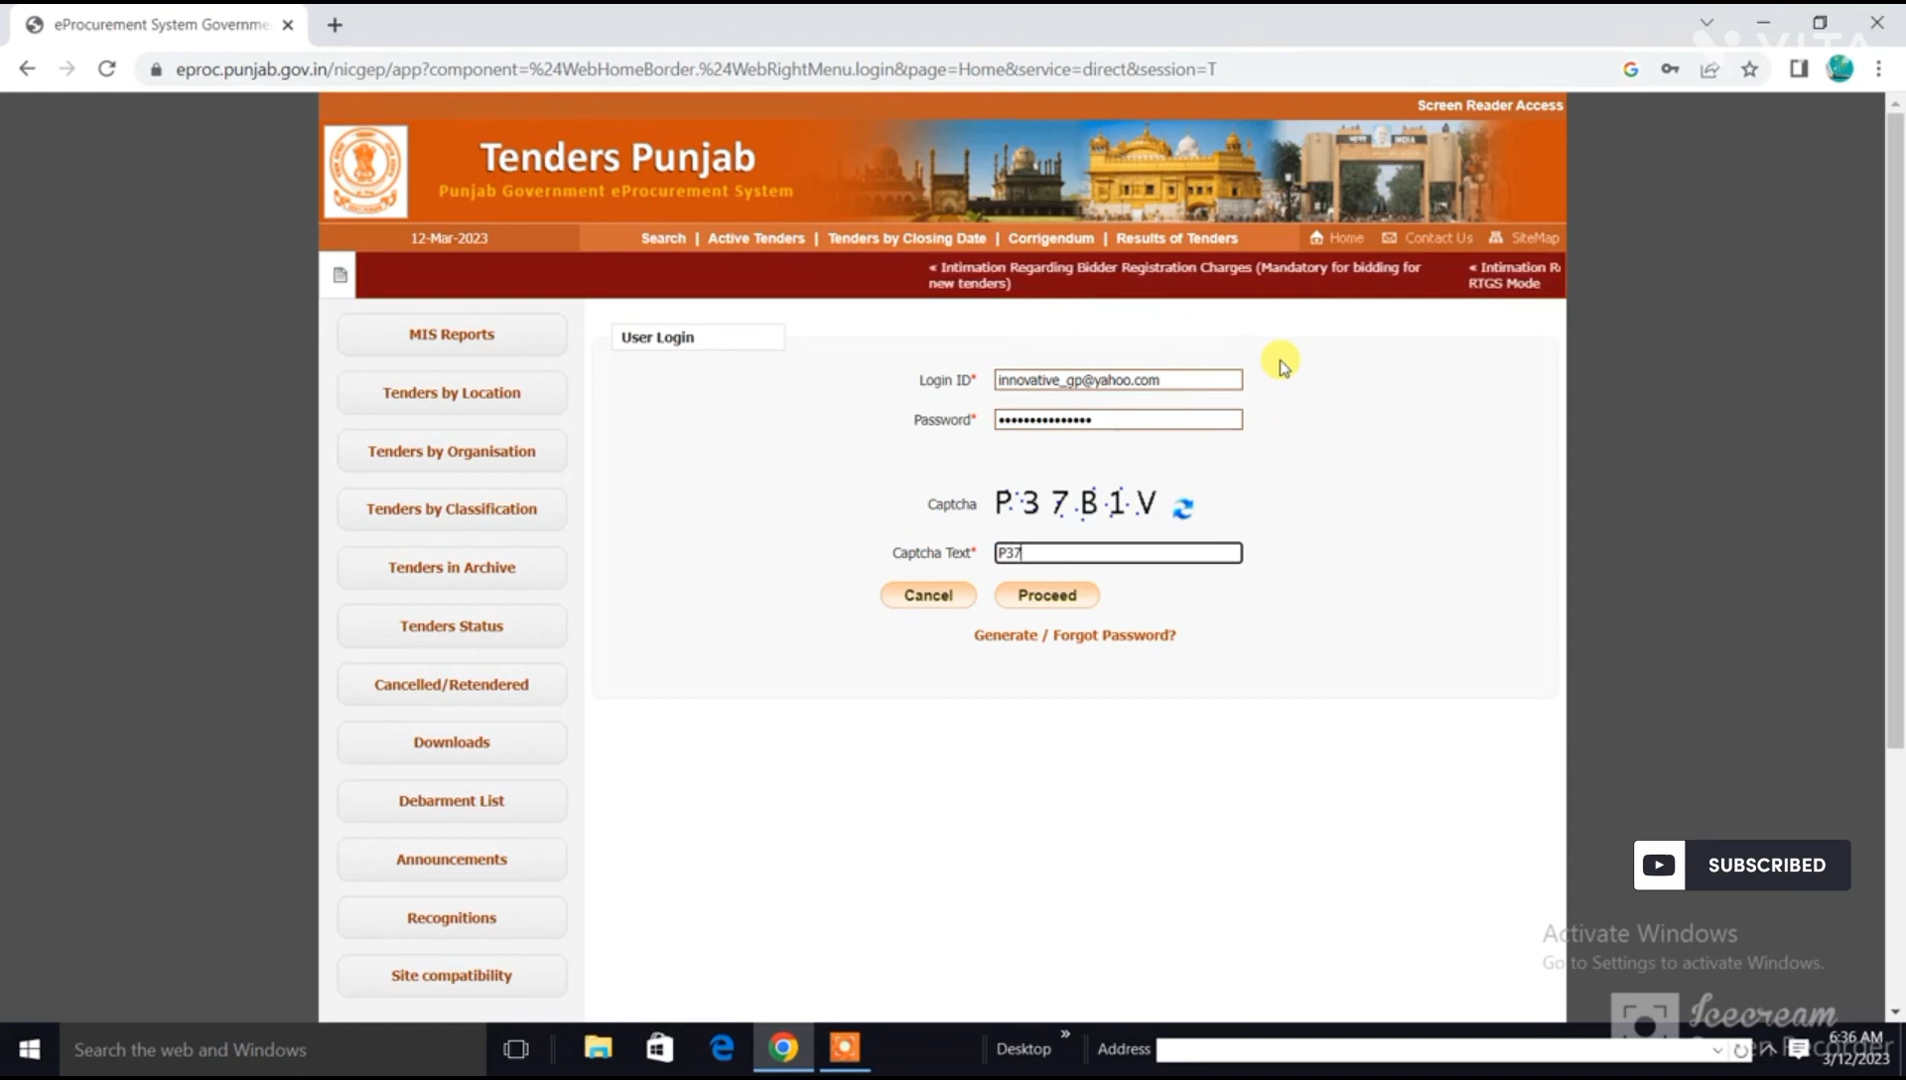 eProcurement System Governme
eproc.punjab.gov.in/nicgep/app?component=%24WebHomeBorder.%24WebRightMenu.login&page=Home&service=direct&session=T
VITA
Screen Reader Access
Tenders Punjab
Punjab Government eProcurement System
12-Mar-2023
Search | Active Tenders | Tenders by Closing Date | Corrigendum | Results of Tenders
Home Contact Us SiteMap
« Intimation Regarding Bidder Registration Charges (Mandatory for bidding for
new tenders)
« Intimation R
RTGS Mode
MIS Reports
Tenders by Location
Tenders by Organisation
Tenders by Classification
Tenders in Archive
Tenders Status
Cancelled/Retendered
Downloads
Debarment List
Announcements
Recognitions
Site compatibility
User Login
Login ID* innovative_gp@yahoo.com
Password* •••••••••••••••
Captcha P 3 7 B 1 V
Captcha Text* P37
Cancel Proceed
Generate / Forgot Password?
SUBSCRIBED
Activate Windows
Go to Settings to activate Windows.
Icecream
Search the web and Windows
Desktop
Address
6:36 AM
3/12/2023